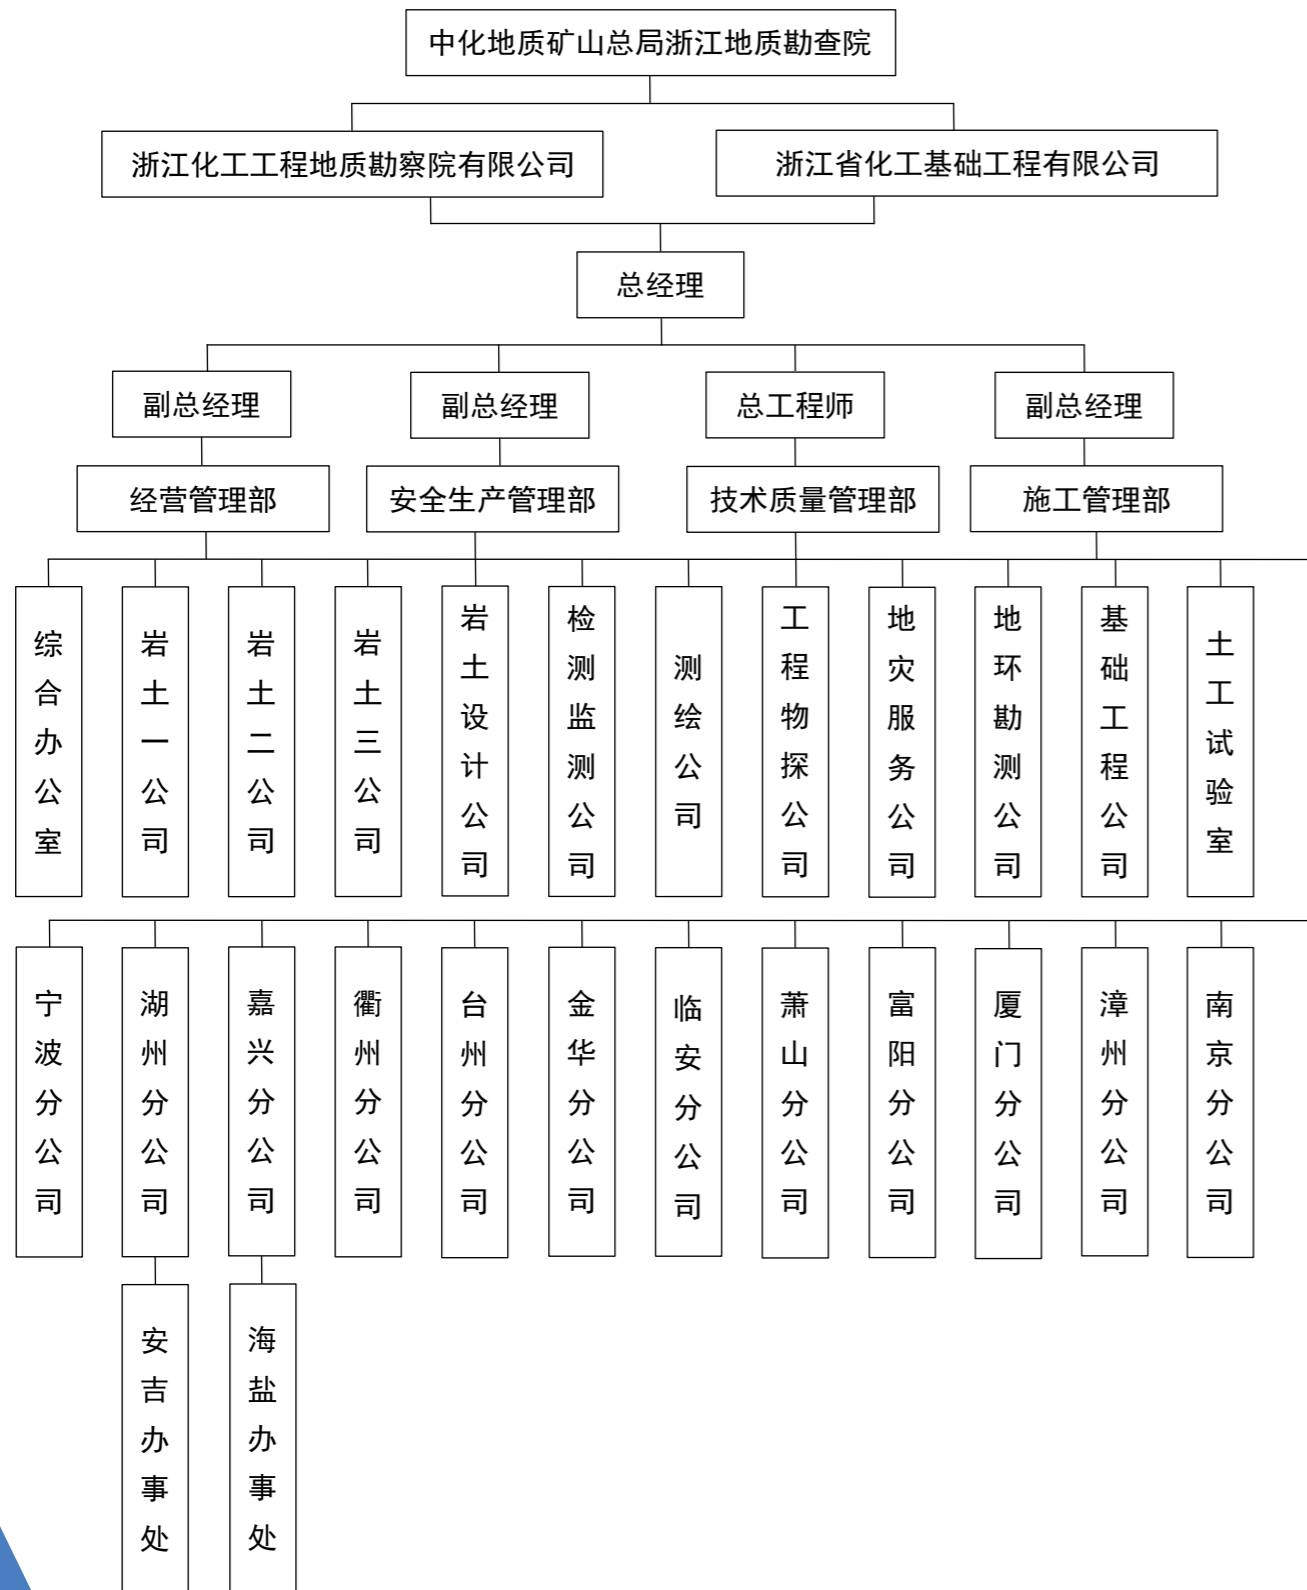 中化地质矿山总局浙江地质勘查院
浙江化工工程地质勘察院有限公司
浙江省化工基础工程有限公司
总经理
副总经理
副总经理
总工程师
副总经理
经营管理部
安全生产管理部
技术质量管理部
施工管理部
综合办公室
岩土一公司
岩土二公司
岩土三公司
岩土设计公司
检测监测公司
测绘公司
工程物探公司
地灾服务公司
地环勘测公司
基础工程公司
土工试验室
宁波分公司
湖州分公司
嘉兴分公司
衢州分公司
台州分公司
金华分公司
临安分公司
萧山分公司
富阳分公司
厦门分公司
漳州分公司
南京分公司
安吉办事处
海盐办事处